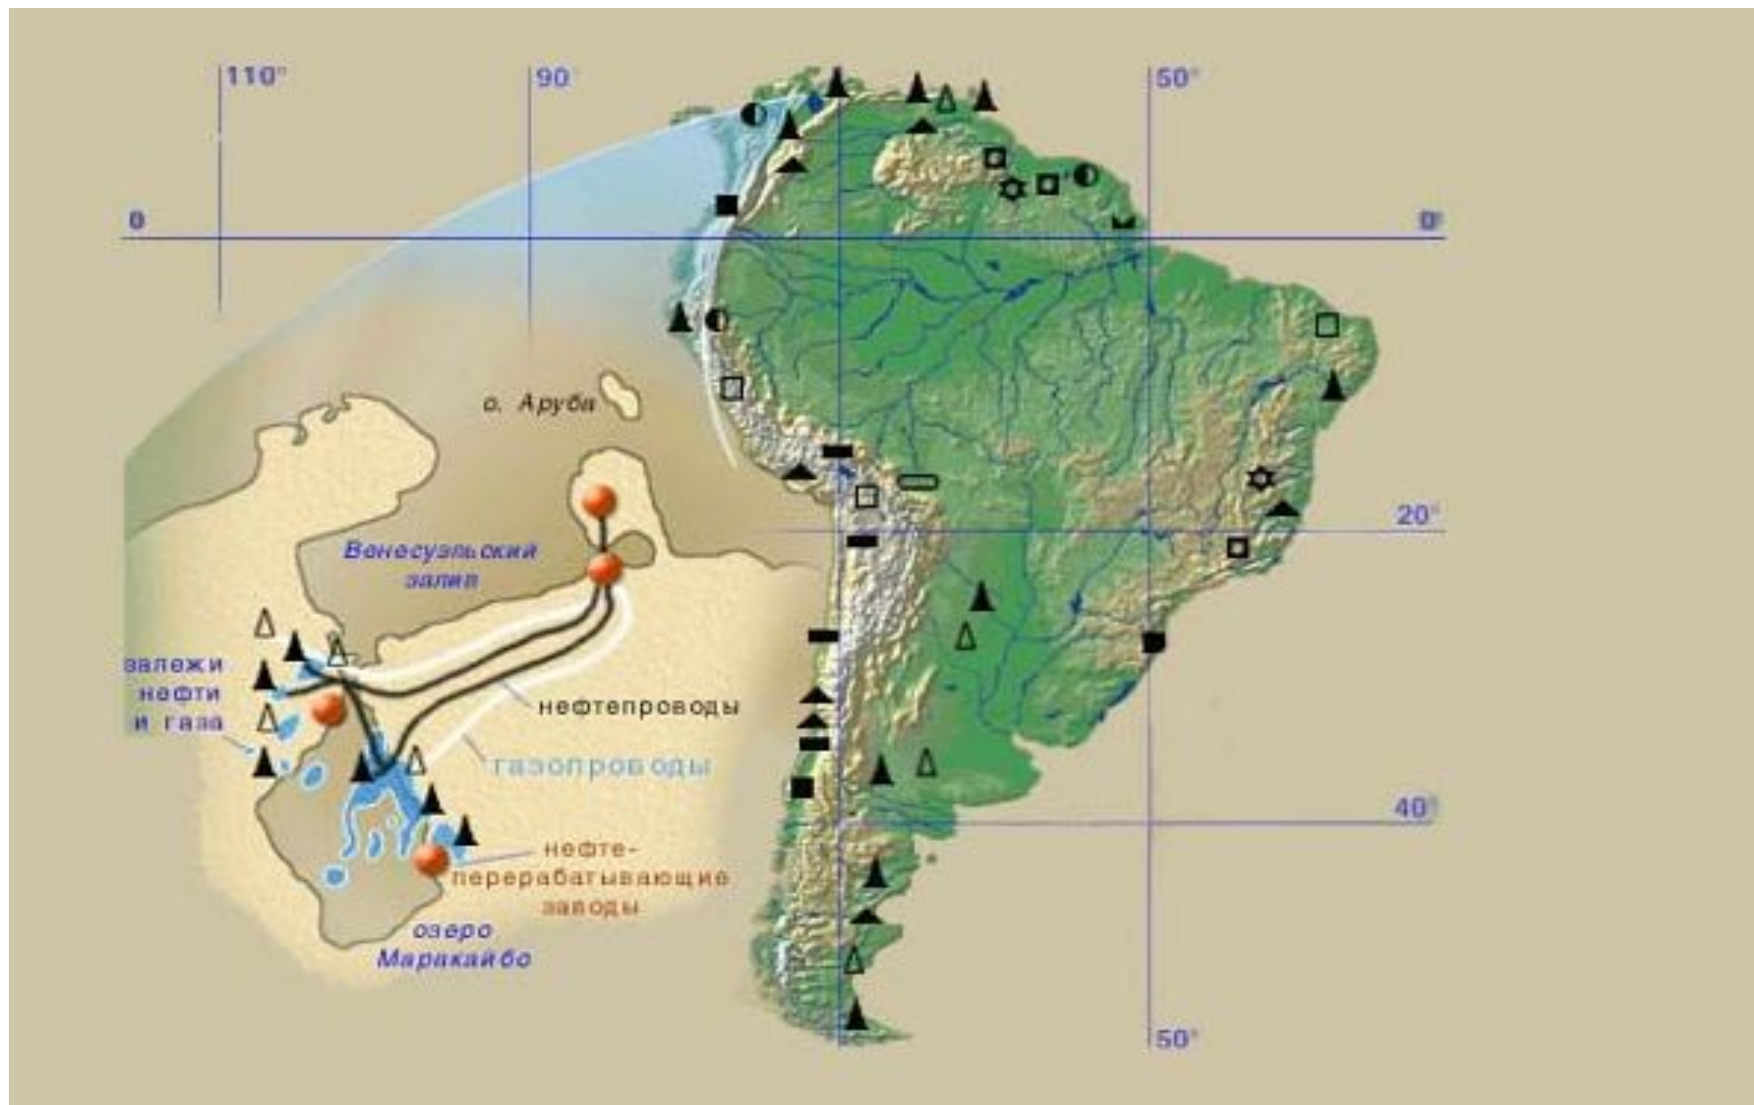 110°
90°
50°
0
0°
о. Аруба
Венесуэльский
залив
20°
залежи
нефти
и газа
нефтепроводы
газопроводы
40°
нефте-
перерабатывающие
заводы
озеро
Маракайбо
50°